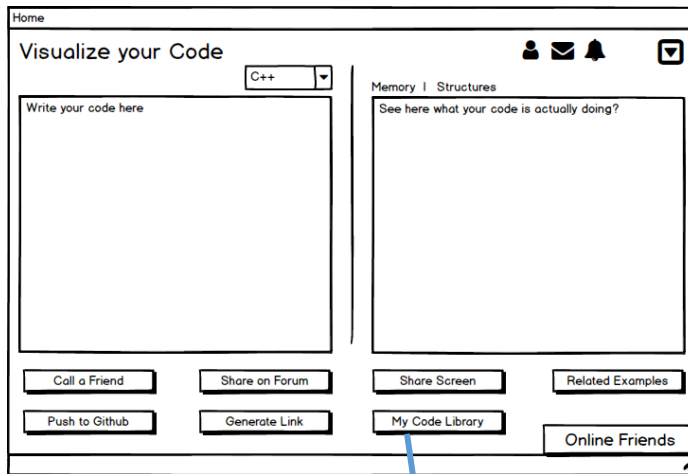 Home
Visualize your Code
C++
Memory | Structures
Write your code here
See here what your code is actually doing?
Call a Friend
Share on Forum
Share Screen
Related Examples
Push to Github
Generate Link
My Code Library
Online Friends